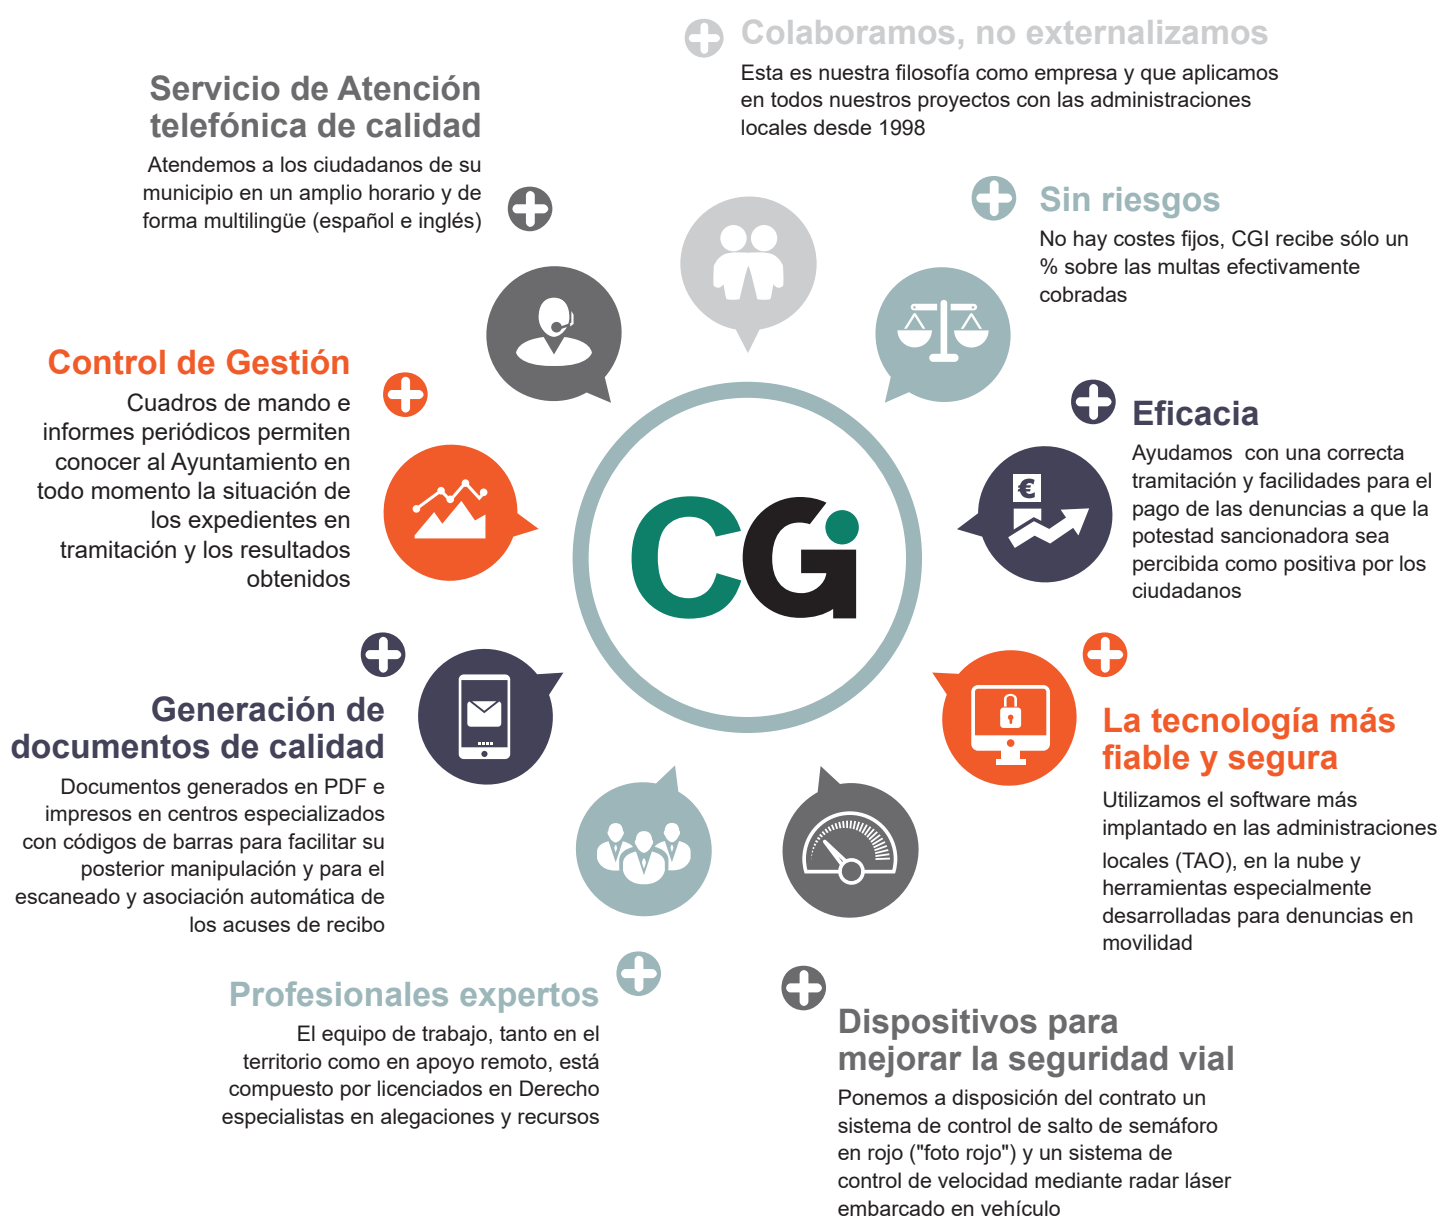 Colaboramos, no externalizamos
Esta es nuestra filosofía como empresa y que aplicamos
en todos nuestros proyectos con las administraciones
locales desde 1998
Servicio de Atención
telefónica de calidad
Atendemos a los ciudadanos de su
municipio en un amplio horario y de
forma multilingüe (español e inglés)
Sin riesgos
No hay costes fijos, CGI recibe sólo un
% sobre las multas efectivamente
cobradas
Control de Gestión
Cuadros de mando e
informes periódicos permiten
conocer al Ayuntamiento en
todo momento la situación de
los expedientes en
tramitación y los resultados
obtenidos
Eficacia
Ayudamos  con una correcta
tramitación y facilidades para el
pago de las denuncias a que la
potestad sancionadora sea
percibida como positiva por los
ciudadanos
€
CGi
Generación de
documentos de calidad
Documentos generados en PDF e
impresos en centros especializados
con códigos de barras para facilitar su
posterior manipulación y para el
escaneado y asociación automática de
los acuses de recibo
La tecnología más
fiable y segura
Utilizamos el software más
implantado en las administraciones
locales (TAO), en la nube y
herramientas especialmente
desarrolladas para denuncias en
movilidad
Profesionales expertos
El equipo de trabajo, tanto en el
territorio como en apoyo remoto, está
compuesto por licenciados en Derecho
especialistas en alegaciones y recursos
Dispositivos para
mejorar la seguridad vial
Ponemos a disposición del contrato un
sistema de control de salto de semáforo
en rojo ("foto rojo") y un sistema de
control de velocidad mediante radar láser
embarcado en vehículo